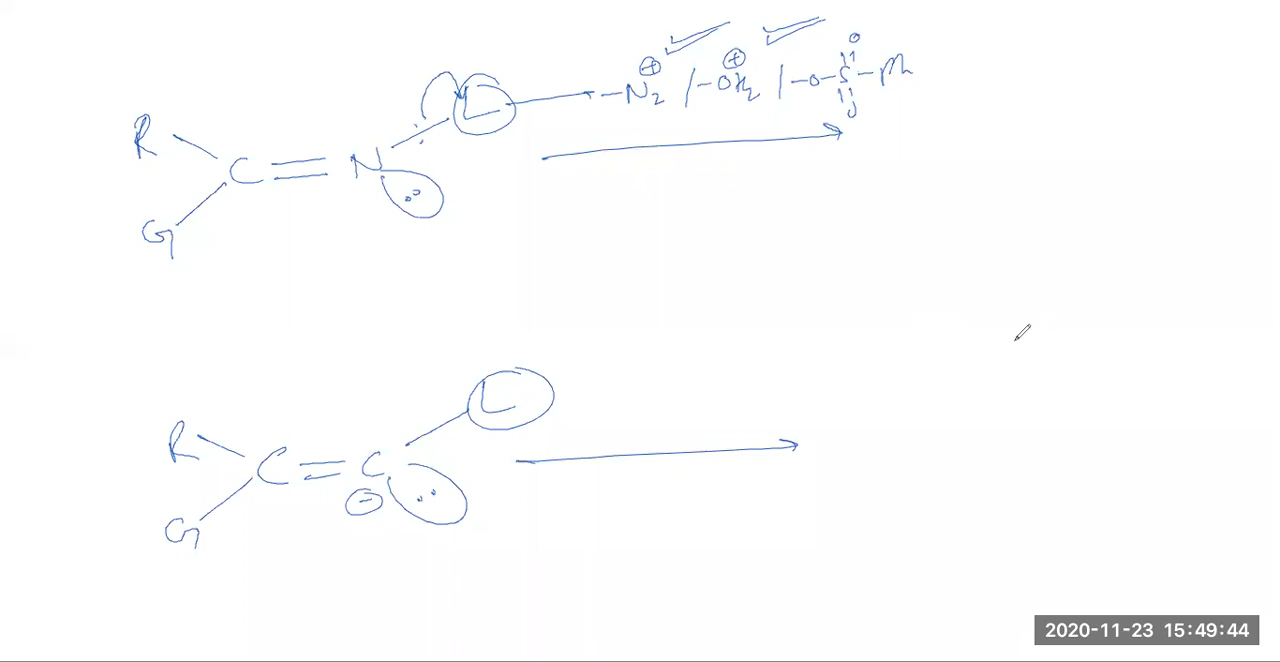 O
-N₂⊕ / -OH₂⊕ / -O-S-Ph
O
L
R
C = N
G
L
R
C = C
⊖
G
2020-11-23 15:49:44